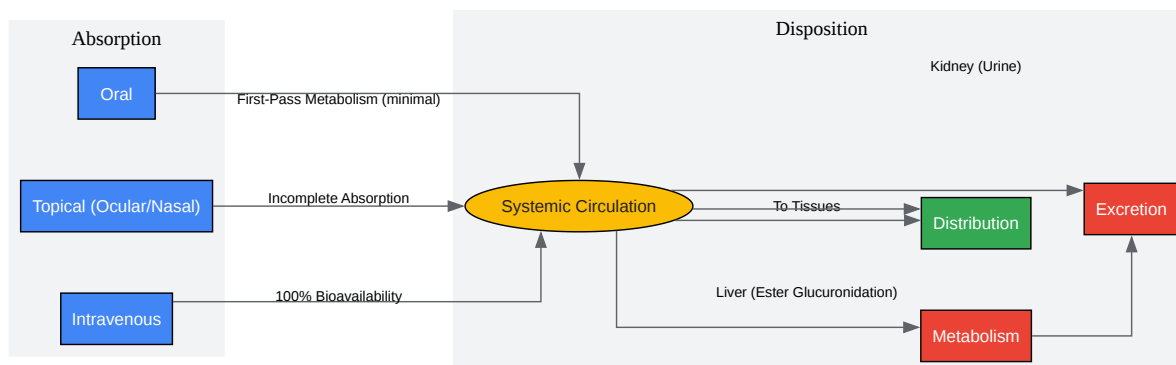 Absorption
Disposition
Kidney (Urine)
Oral
First-Pass Metabolism (minimal)
Topical (Ocular/Nasal)
Incomplete Absorption
Systemic Circulation
To Tissues
Distribution
Excretion
Intravenous
100% Bioavailability
Liver (Ester Glucuronidation)
Metabolism